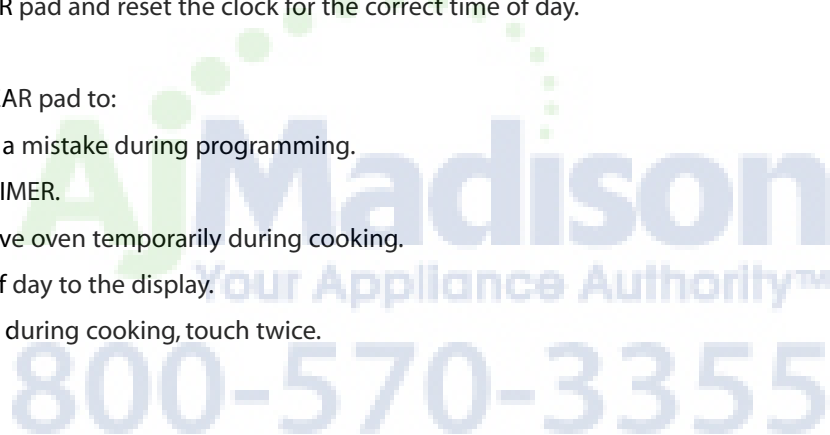 R pad and reset the clock for the correct time of day.
AR pad to:
a mistake during programming.
IMER.
ve oven temporarily during cooking.
f day to the display.
during cooking, touch twice.
AjMadison
Your Appliance Authority™
800-570-3355